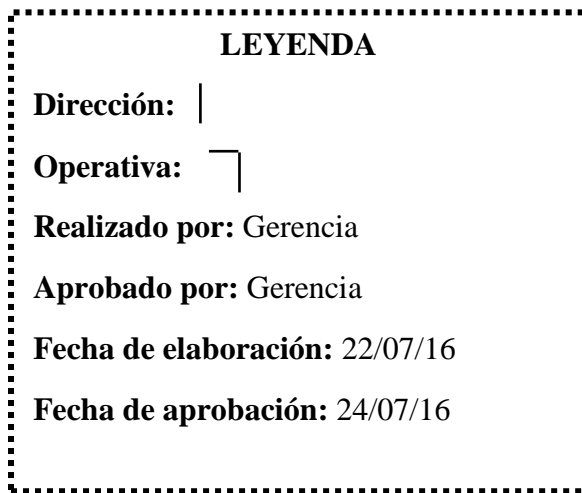 LEYENDA
Dirección:
Operativa:
Realizado por: Gerencia
Aprobado por: Gerencia
Fecha de elaboración: 22/07/16
Fecha de aprobación: 24/07/16